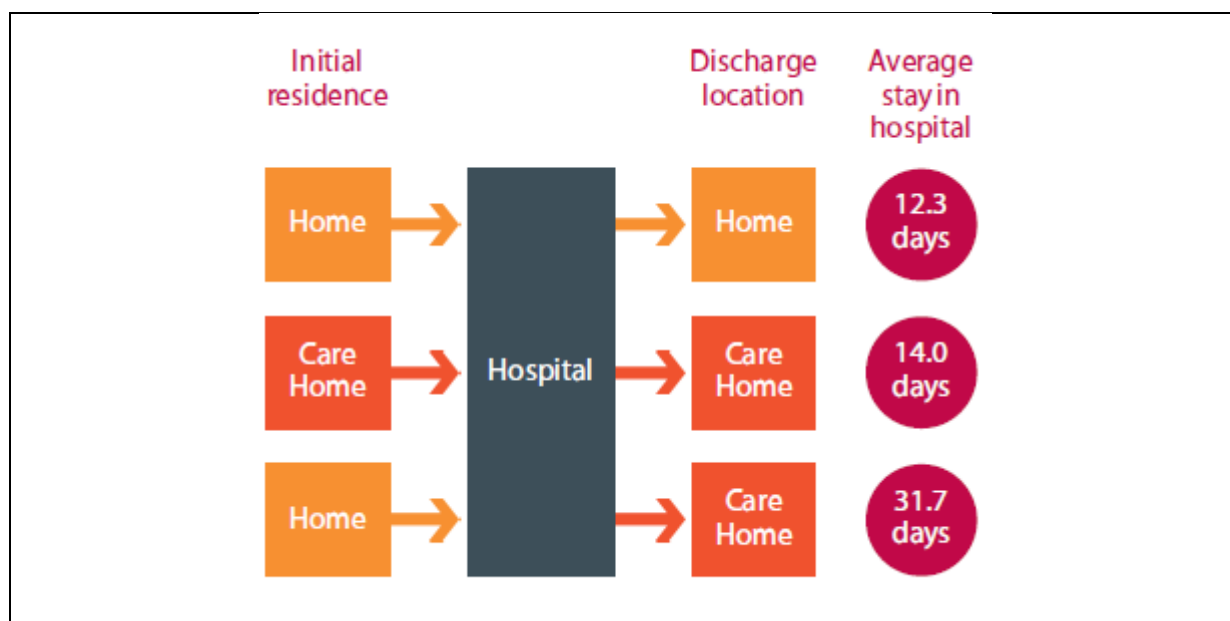 Initial
residence
Discharge
location
Average
stay in
hospital
Home
Home
12.3
days
Care
Home
Hospital
Care
Home
14.0
days
Home
Care
Home
31.7
days